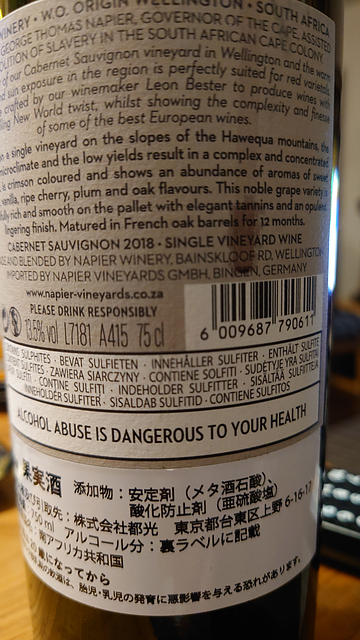 WINERY · W.O. ORIGIN WELLINGTON · SOUTH AFRICA
GEORGE THOMAS NAPIER, GOVERNOR OF THE CAPE, ASSISTED
OF SLAVERY IN THE SOUTH AFRICAN CAPE COLONY
of our Cabernet Sauvignon vineyard in Wellington and the warm
sun exposure in the region is perfectly suited for red varietals
crafted by our winemaker Leon Bester to produce wines with
New World twist, whilst showing the complexity and finesse
of some of the best European wines.
a single vineyard on the slopes of the Hawequa mountains, the
microclimate and the low yields result in a complex and concentrated
is crimson coloured and shows an abundance of aromas of sweet
vanilla, ripe cherry, plum and oak flavours. This noble grape variety is
and smooth on the pallet with elegant tannins and an opulent
lingering finish. Matured in French oak barrels for 12 months.
CABERNET SAUVIGNON 2018 · SINGLE VINEYARD WINE
AND BLENDED BY NAPIER WINERY, BAINSKLOOF RD, WELLINGTON
IMPORTED BY NAPIER VINEYARDS GMBH, BINGEN, GERMANY
www.napier-vineyards.co.za
PLEASE DRINK RESPONSIBLY
13.5% vol L7181 A415 75 cl
6 009687 790611
SULPHITES · BEVAT SULFIETEN · INNEHÅLLER SULFITER · ENTHÄLT SULFITE
SULFITES · ZAWIERA SIARCZYNY · CONTIENE SOLFITI · SUDĖTYJE YRA SULFITAI
· CONTINE SULFITI · INDEHOLDER SULFITTER · SISÄLTÄÄ SULFIITTEJA
INNEHOLDER SULFITTER · SISALDAB SULFITID · CONTIENE SULFITOS
ALCOHOL ABUSE IS DANGEROUS TO YOUR HEALTH
果実酒 添加物：安定剤（メタ酒石酸）、
酸化防止剤（亜硫酸塩）
引取先：株式会社都光 東京都台東区上野 6-16-17
750 ml アルコール分：裏ラベルに記載
南アフリカ共和国
になってから
飲酒は、胎児・乳児の発育に悪影響を与える恐れがあります。